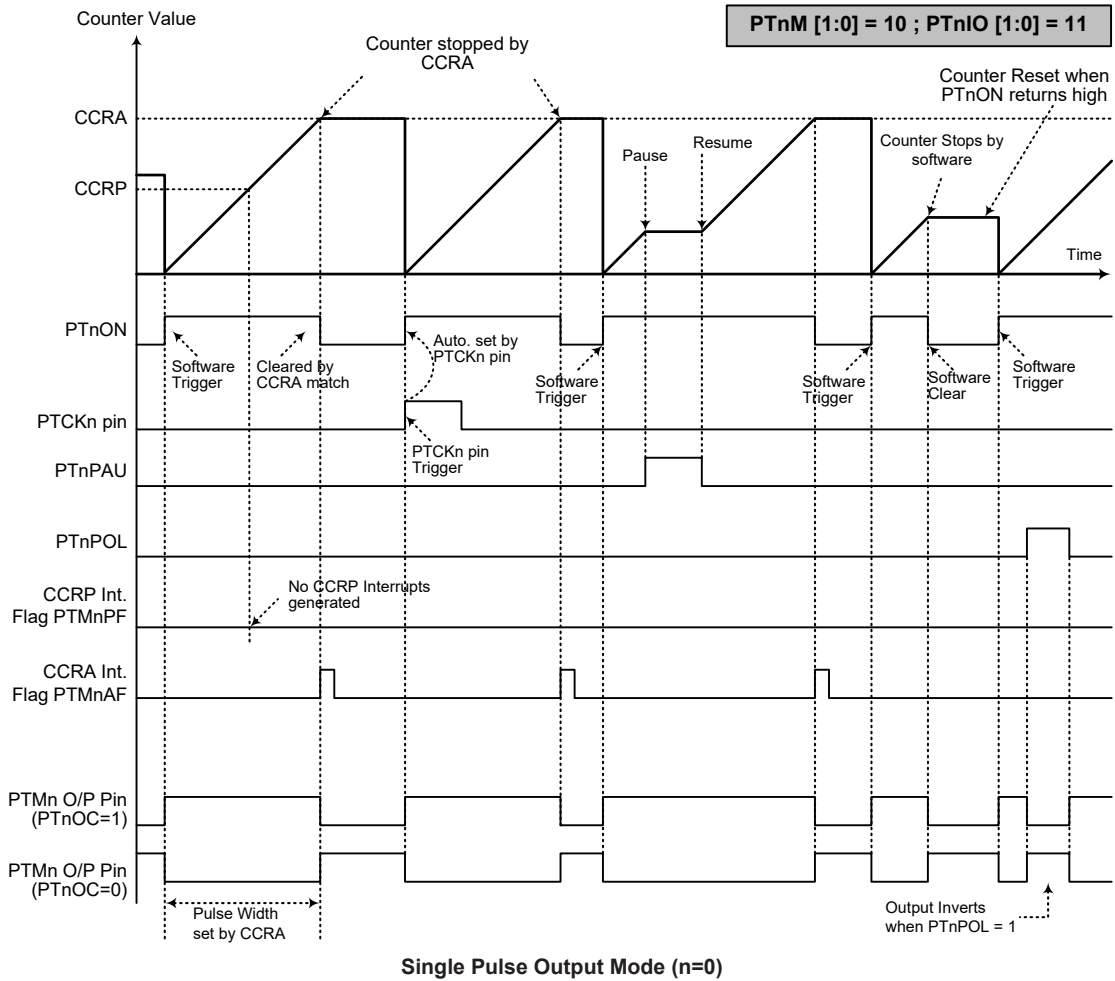 Counter Value
PTnM [1:0] = 10 ; PTnIO [1:0] = 11
Counter stopped by
CCRA
Counter Reset when
PTnON returns high
CCRA
Pause
Resume
Counter Stops by
software
CCRP
Time
PTnON
Software
Trigger
Cleared by
CCRA match
Auto. set by
PTCKn pin
Software
Trigger
Software
Trigger
Software
Clear
Software
Trigger
PTCKn pin
PTCKn pin
Trigger
PTnPAU
PTnPOL
CCRP Int.
Flag PTMnPF
No CCRP Interrupts
generated
CCRA Int.
Flag PTMnAF
PTMn O/P Pin
(PTnOC=1)
PTMn O/P Pin
(PTnOC=0)
Pulse Width
set by CCRA
Output Inverts
when PTnPOL = 1
Single Pulse Output Mode (n=0)